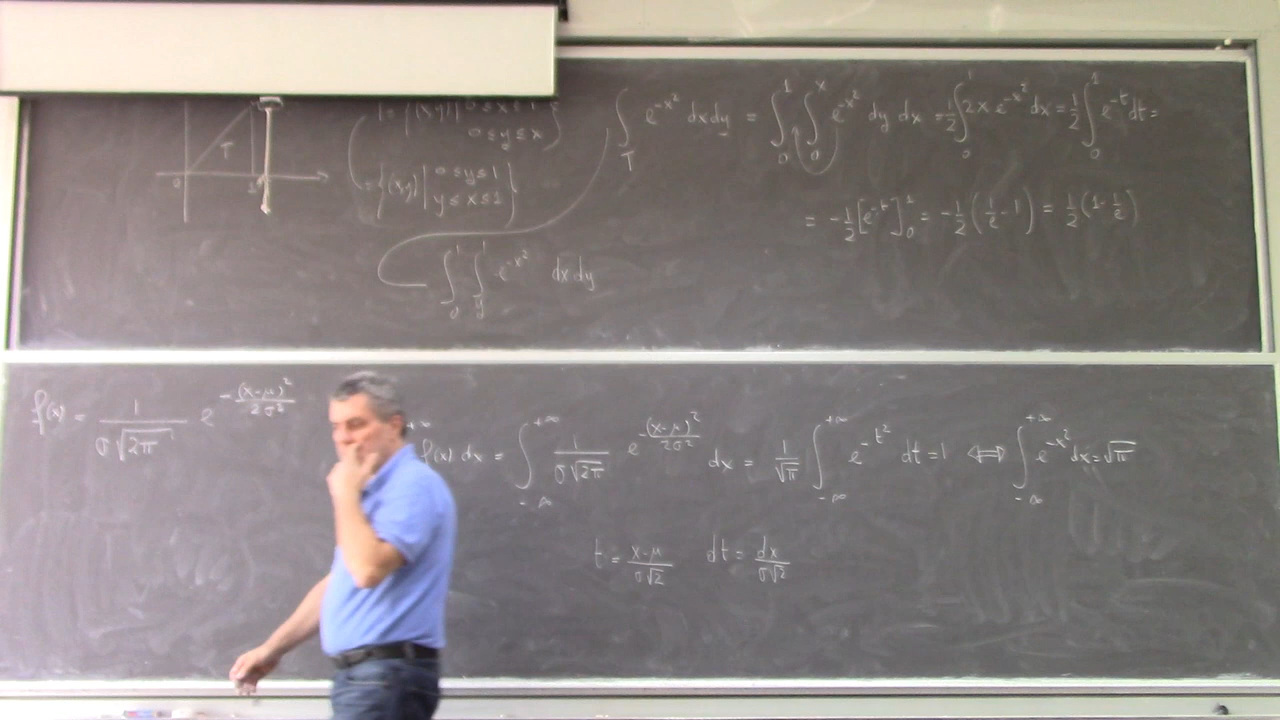 T = {(x,y)| 0≤x≤1
0≤y≤x}
= {(x,y)| 0≤y≤1
y≤x≤1}
∫_T e^{-x²} dxdy = ∫_0^1 ∫_0^x e^{-x²} dy dx = 1/2 ∫_0^1 2x e^{-x²} dx = 1/2 ∫_0^1 e^{-t} dt =
= -1/2 [e^{-t}]_0^1 = -1/2 (1/e - 1) = 1/2 (1 - 1/e)
∫_0^1 ∫_y^1 e^{-x²} dx dy
T
f(x) = 1/(σ√(2π)) e^{-(x-μ)²/(2σ²)}
f(x) dx = ∫_{-∞}^{+∞} 1/(σ√(2π)) e^{-(x-μ)²/(2σ²)} dx = 1/√π ∫_{-∞}^{+∞} e^{-t²} dt = 1 ⟺ ∫_{-∞}^{+∞} e^{-x²} dx = √π
t = (x-μ)/(σ√2) dt = dx/(σ√2)